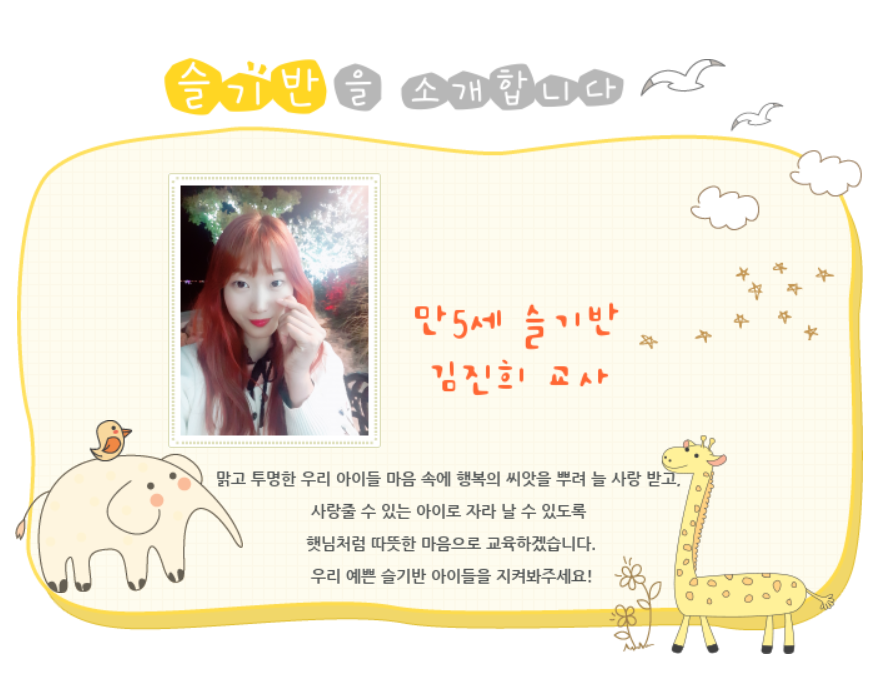 슬기반을 소개합니다
만5세 슬기반
김진희 교사
맑고 투명한 우리 아이들 마음 속에 행복의 씨앗을 뿌려 늘 사랑 받고,
사랑줄 수 있는 아이로 자라 날 수 있도록
햇님처럼 따뜻한 마음으로 교육하겠습니다.
우리 예쁜 슬기반 아이들을 지켜봐주세요!